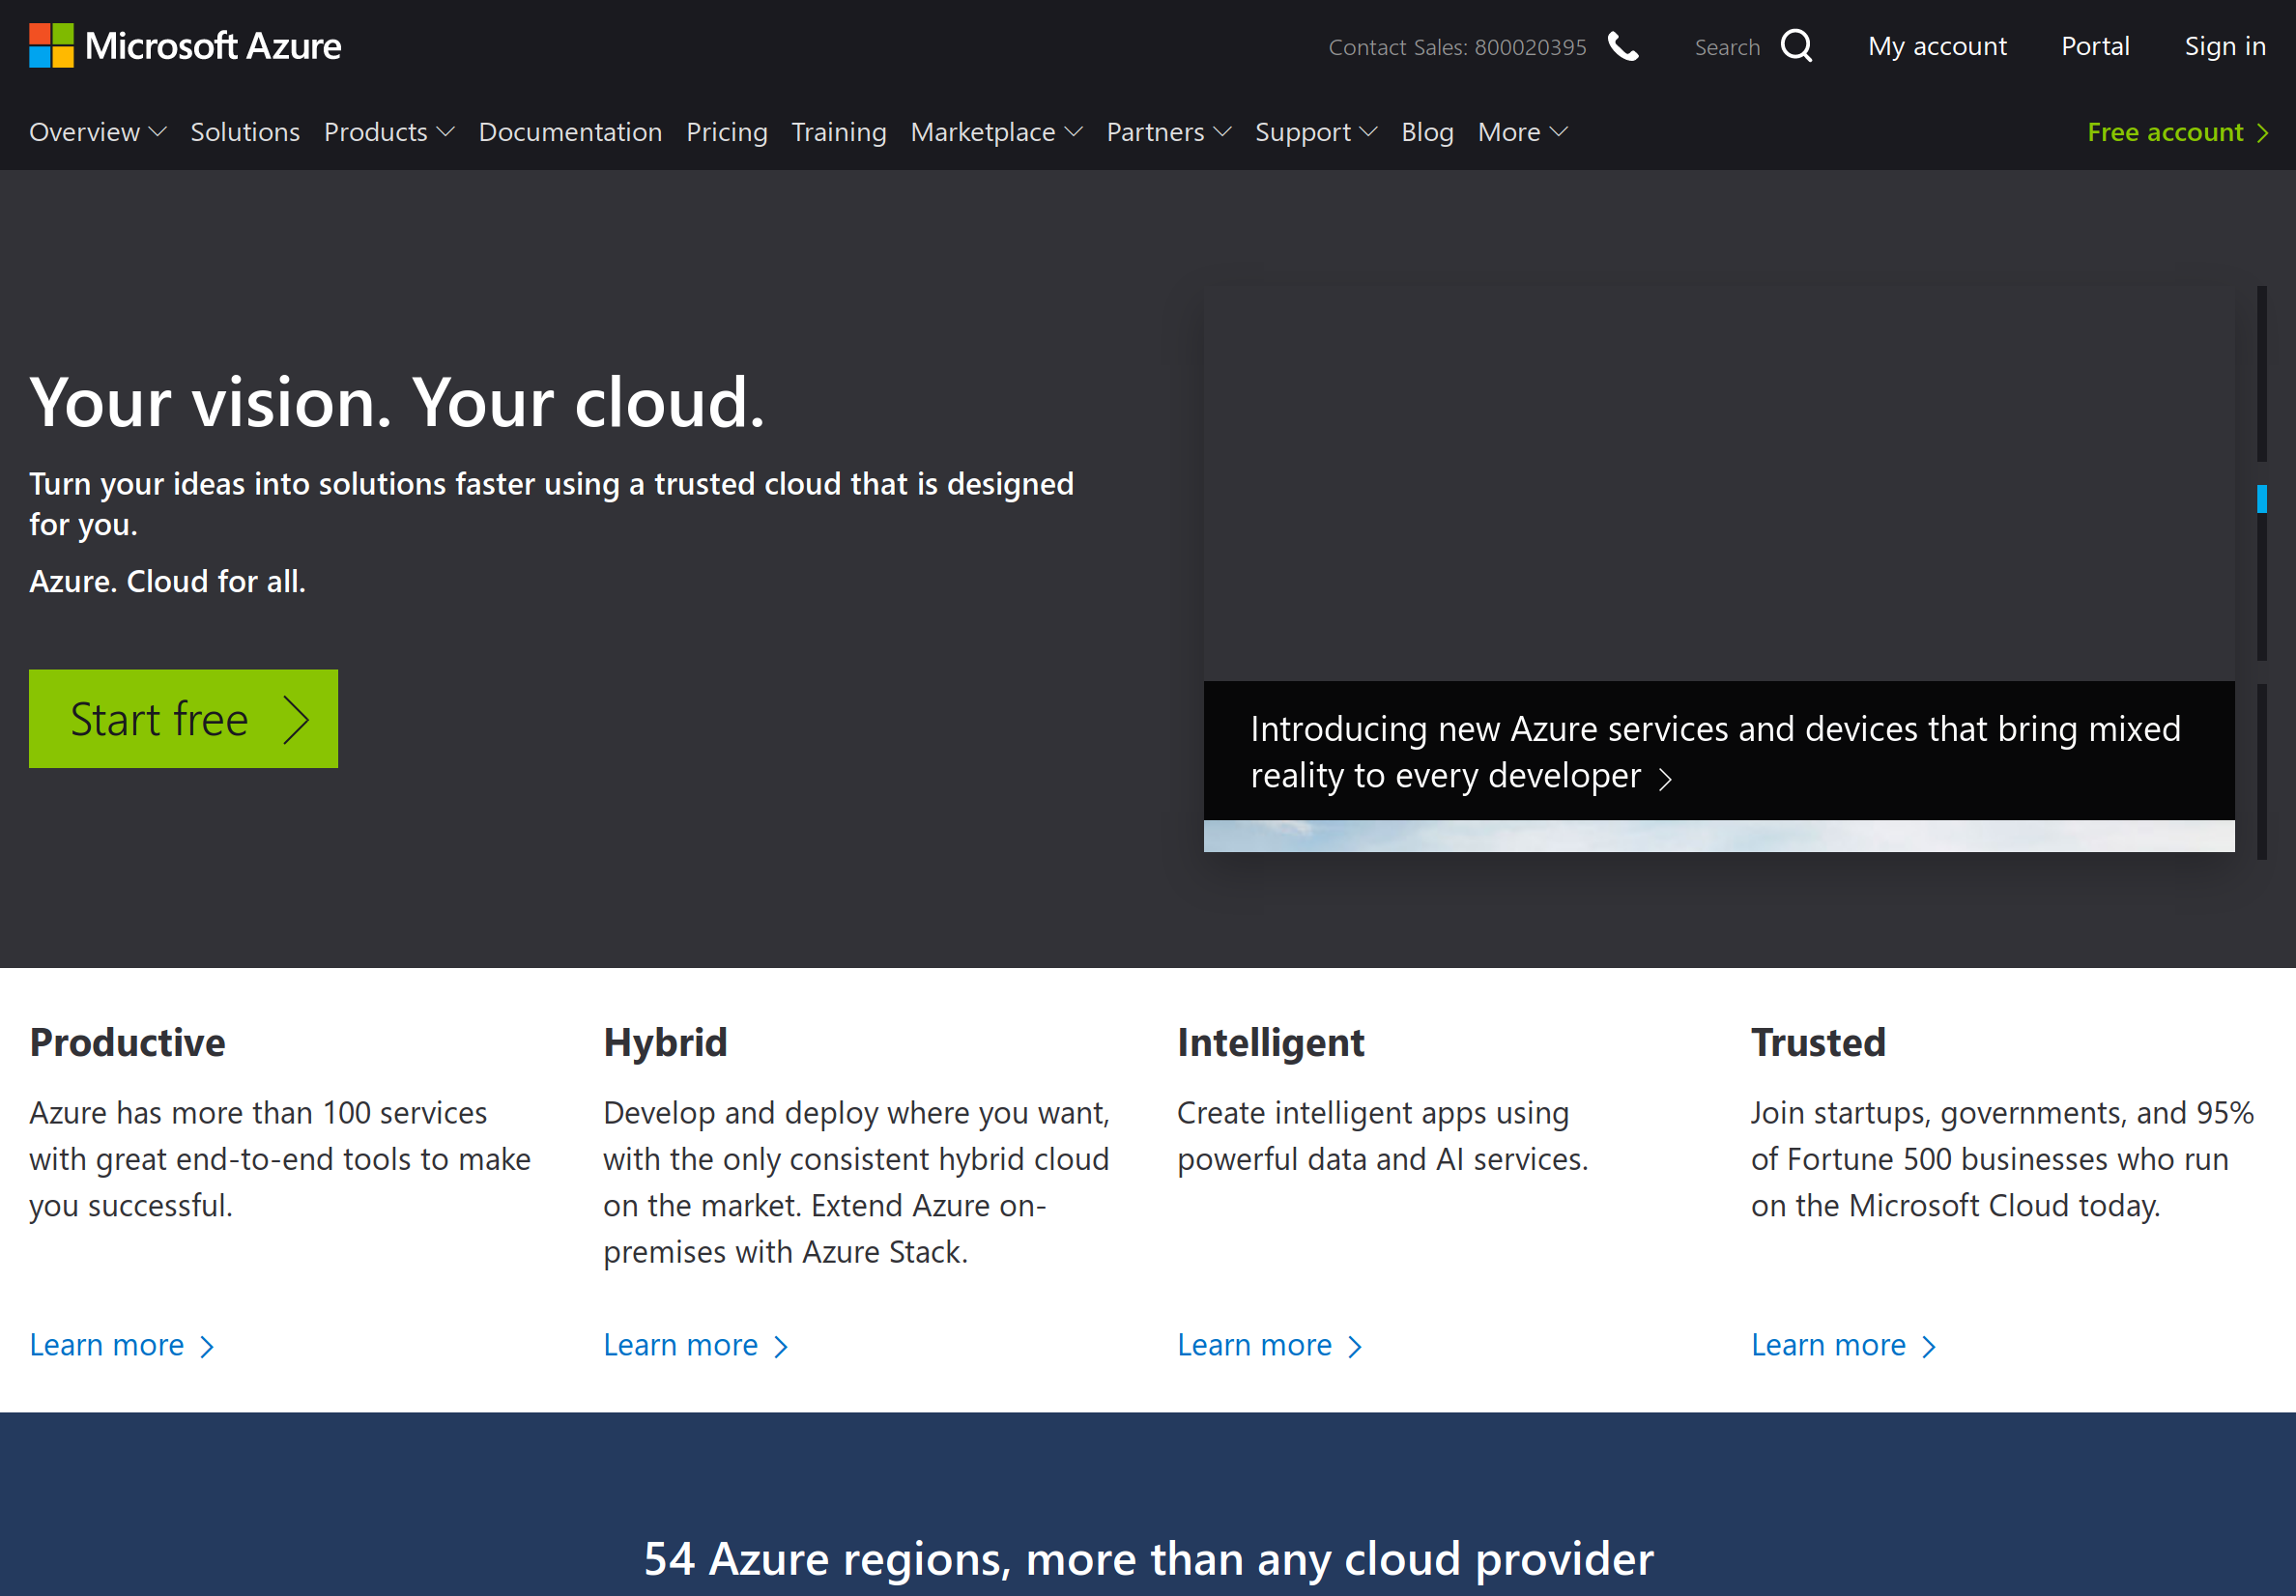 Microsoft Azure
Contact Sales: 800020395
Search
My account
Portal
Sign in
Overview
Solutions
Products
Documentation
Pricing
Training
Marketplace
Partners
Support
Blog
More
Free account
Your vision. Your cloud.
Turn your ideas into solutions faster using a trusted cloud that is designed
for you.
Azure. Cloud for all.
Start free
Introducing new Azure services and devices that bring mixed
reality to every developer
Productive
Azure has more than 100 services
with great end-to-end tools to make
you successful.
Learn more
Hybrid
Develop and deploy where you want,
with the only consistent hybrid cloud
on the market. Extend Azure on-
premises with Azure Stack.
Learn more
Intelligent
Create intelligent apps using
powerful data and AI services.
Learn more
Trusted
Join startups, governments, and 95%
of Fortune 500 businesses who run
on the Microsoft Cloud today.
Learn more
54 Azure regions, more than any cloud provider